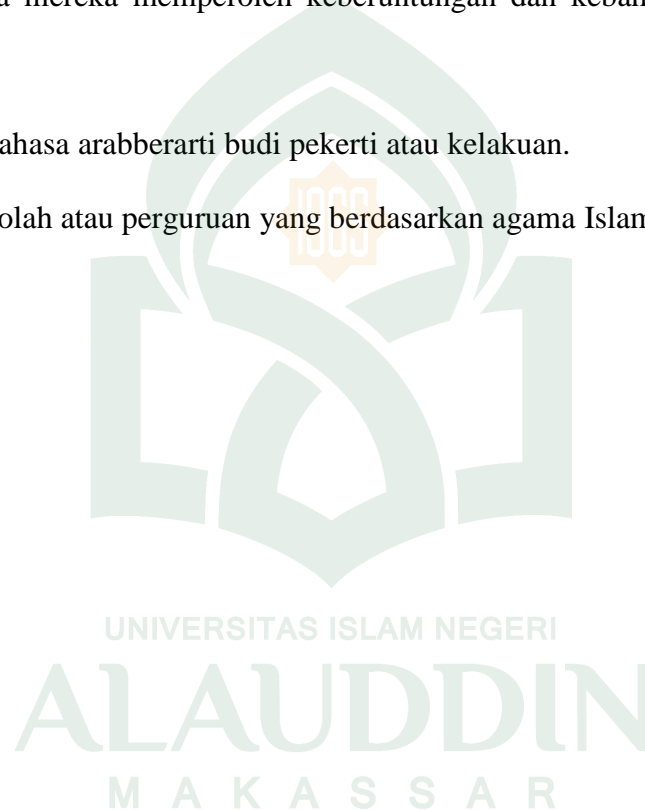 mereka memperoleh keberuntungan dan
ahasa arabberarti budi pekerti atau kelakuan.
olah atau perguruan yang berdasarkan agama Islam
1965
UNIVERSITAS ISLAM NEGERI
ALAUDDIN
MAKASSAR